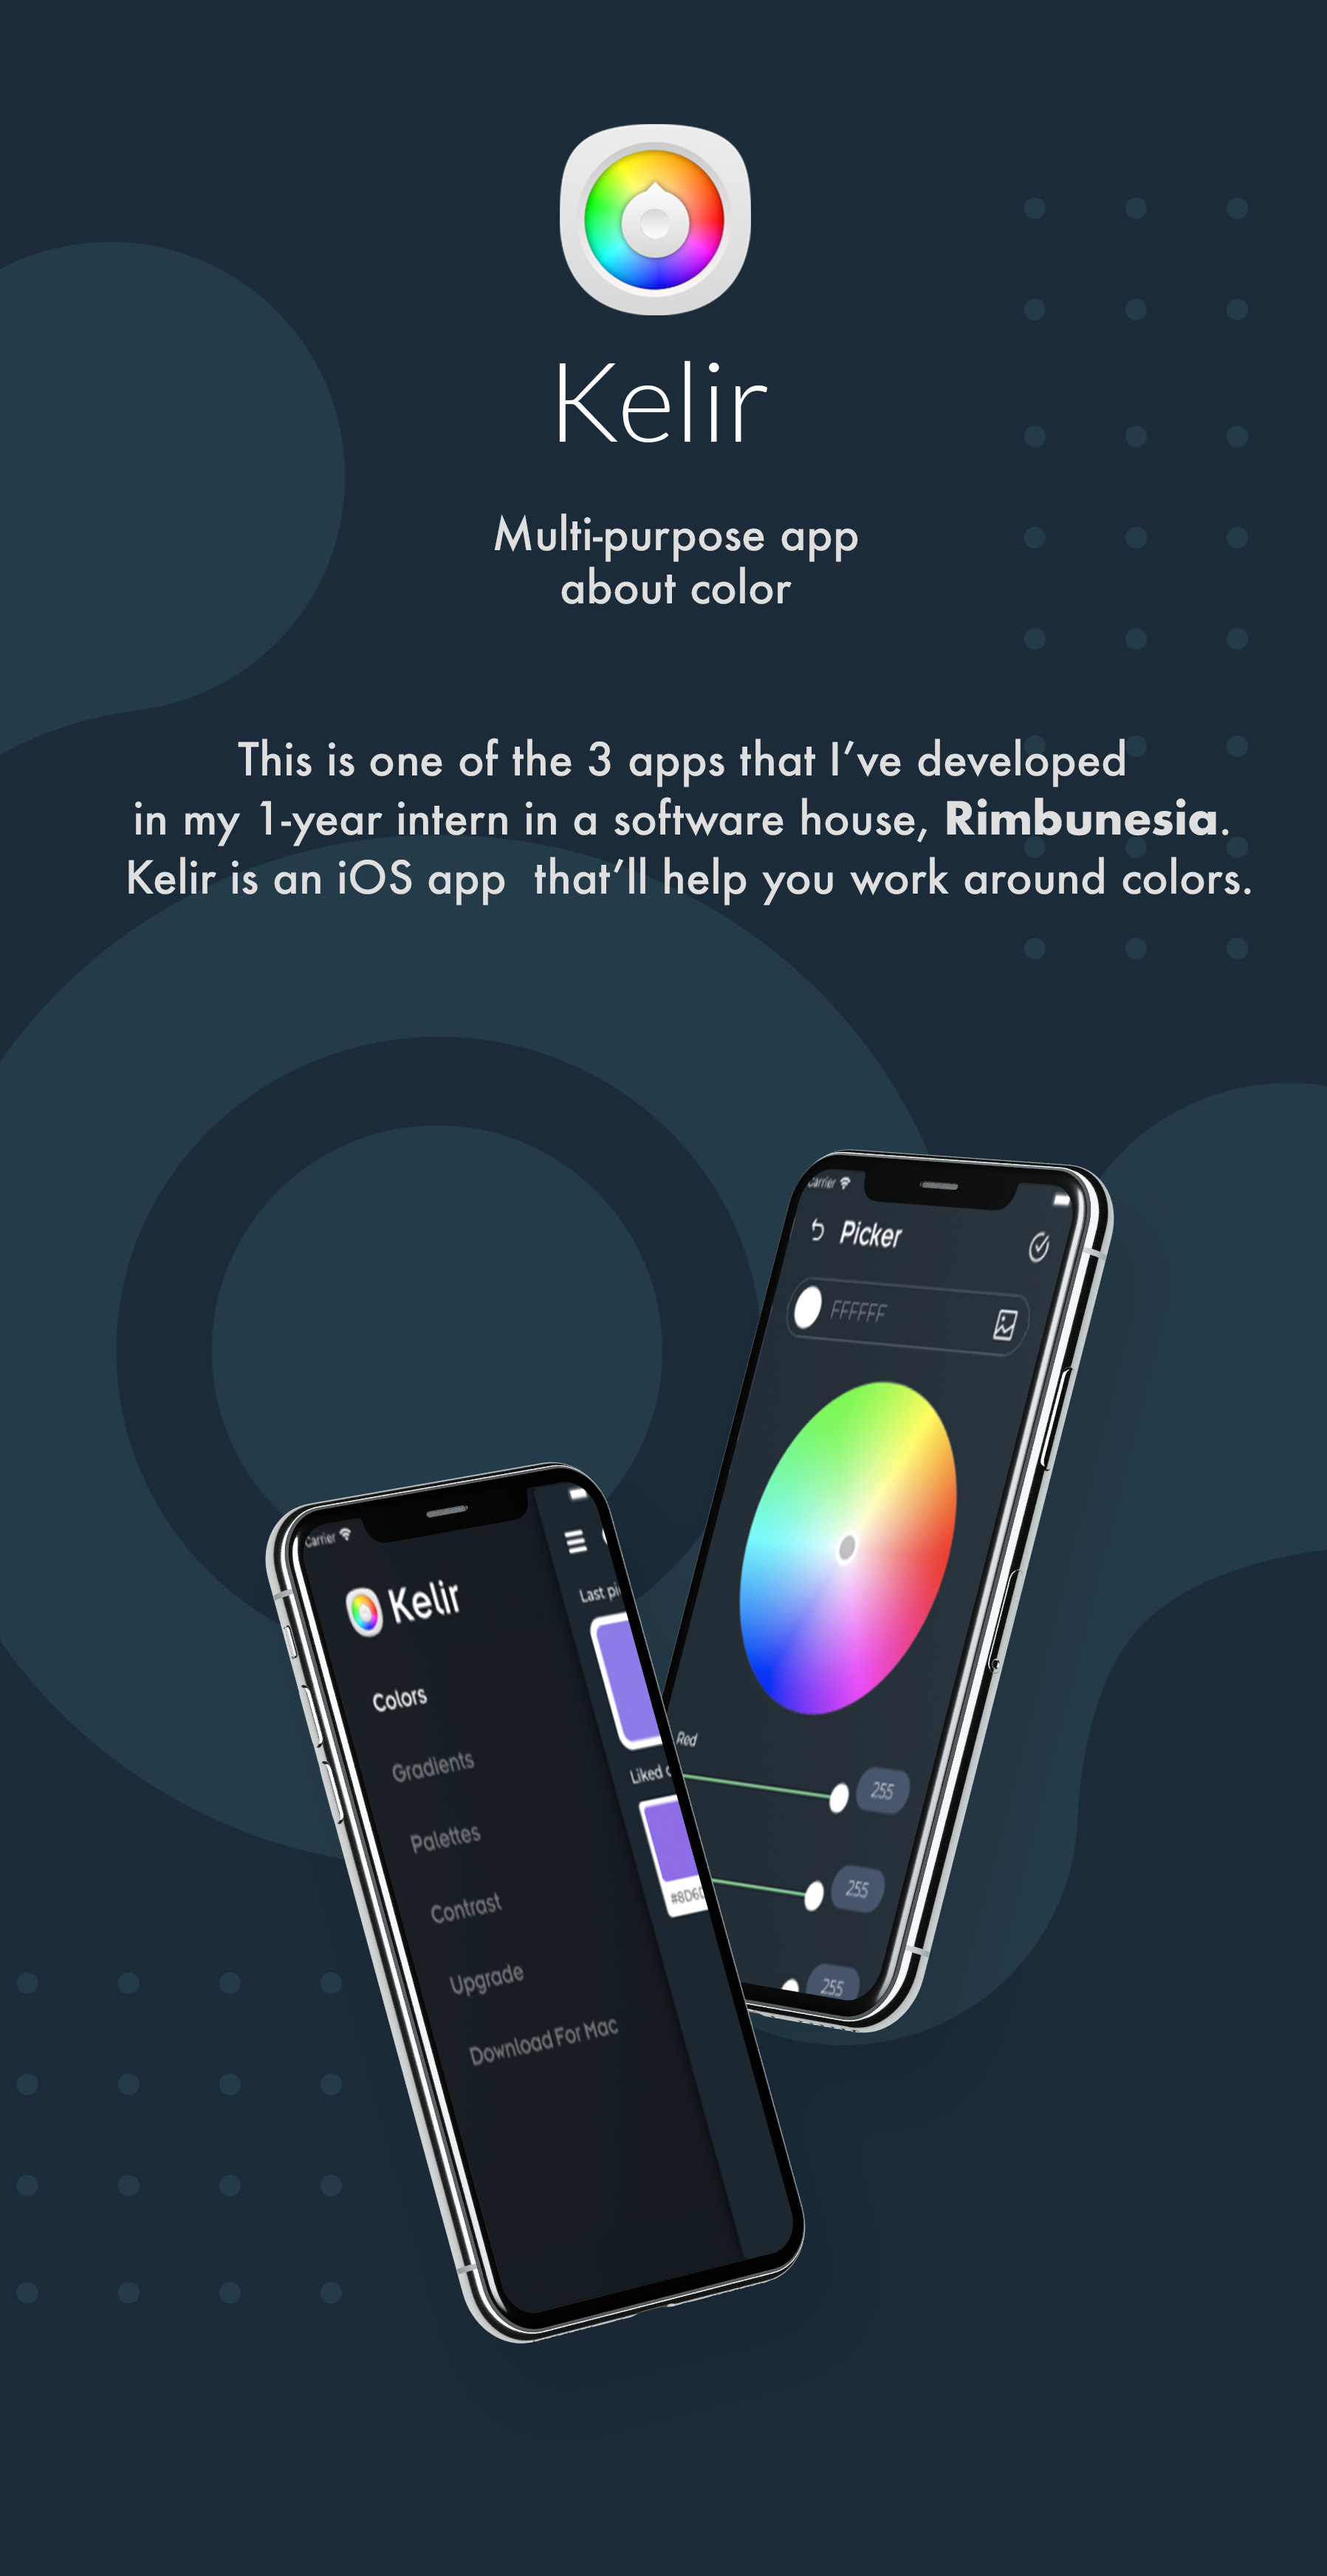 Kelir
Multi-purpose app
about color
This is one of the 3 apps that I've developed
in my 1-year intern in a software house, Rimbunesia.
Kelir is an iOS app  that'll help you work around colors.
Carrier
Picker
FFFFFF
Red
255
255
255
Carrier
Kelir
Colors
Gradients
Palettes
Contrast
Upgrade
Download For Mac
Last pi
Liked
#8D6